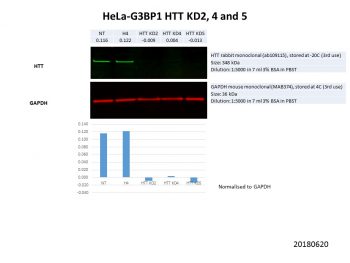 HeLa-G3BP1 HTT KD2, 4 and 5
NT H4 HTT KD2 HTT KD4 HTT KD5
0.116 0.122 -0.009 0.004 -0.013
HTT
HTT rabbit monoclonal (ab109115), stored at -20C (3rd use)
Size: 348 kDa
Dilution: 1:5000 in 7 ml 3% BSA in PBST
GAPDH
GAPDH mouse monoclonal (MAB374), stored at 4C (3rd use)
Size: 36 kDa
Dilution: 1:5000 in 7 ml 3% BSA in PBST
0.140
0.120
0.100
0.080
0.060
0.040
0.020
0.000
-0.020
-0.040
NT H4 HTT KD2 HTT KD4 HTT KD5
Normalised to GAPDH
20180620